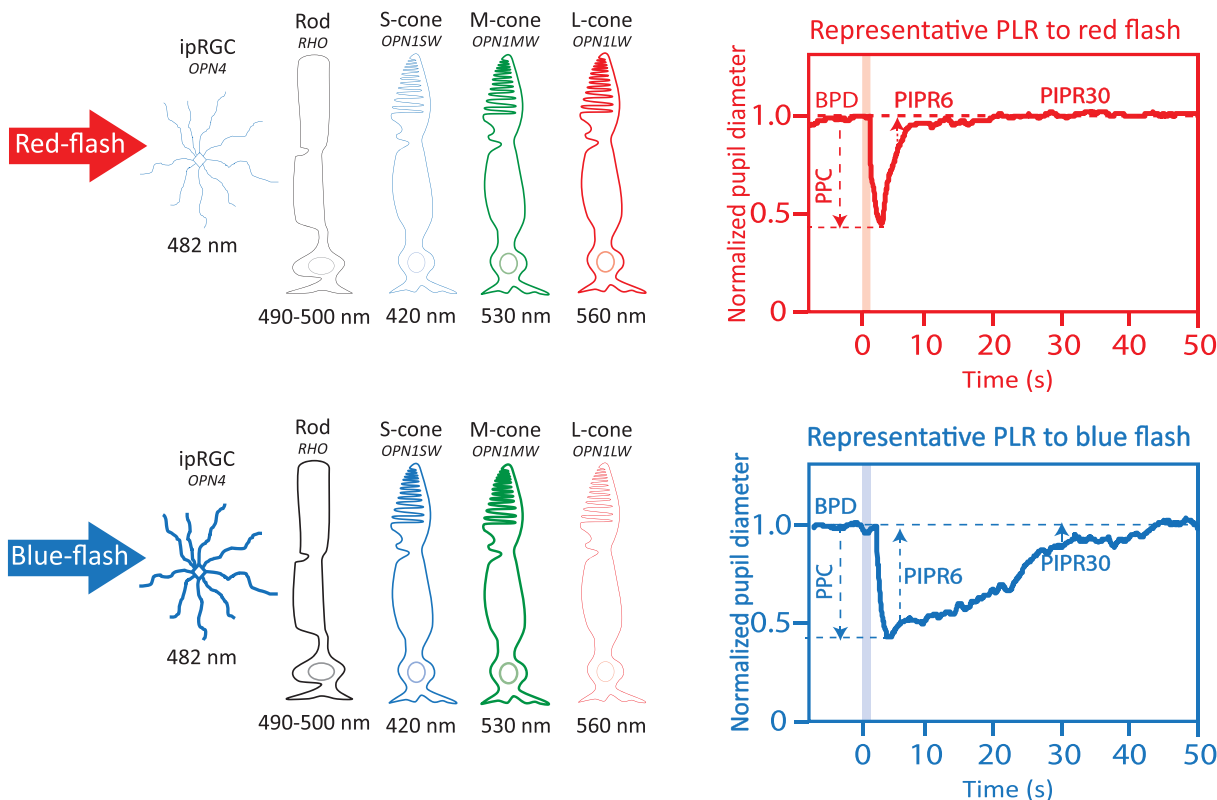 Red-flash
ipRGC
OPN4
482 nm
Rod
RHO
490-500 nm
S-cone
OPN1SW
420 nm
M-cone
OPN1MW
530 nm
L-cone
OPN1LW
560 nm
Representative PLR to red flash
Normalized pupil diameter
1.0
0.5
0
BPD
PPC
PIPR6
PIPR30
0 10 20 30 40 50
Time (s)
Blue-flash
ipRGC
OPN4
482 nm
Rod
RHO
490-500 nm
S-cone
OPN1SW
420 nm
M-cone
OPN1MW
530 nm
L-cone
OPN1LW
560 nm
Representative PLR to blue flash
Normalized pupil diameter
1.0
0.5
0
BPD
PPC
PIPR6
PIPR30
0 10 20 30 40 50
Time (s)